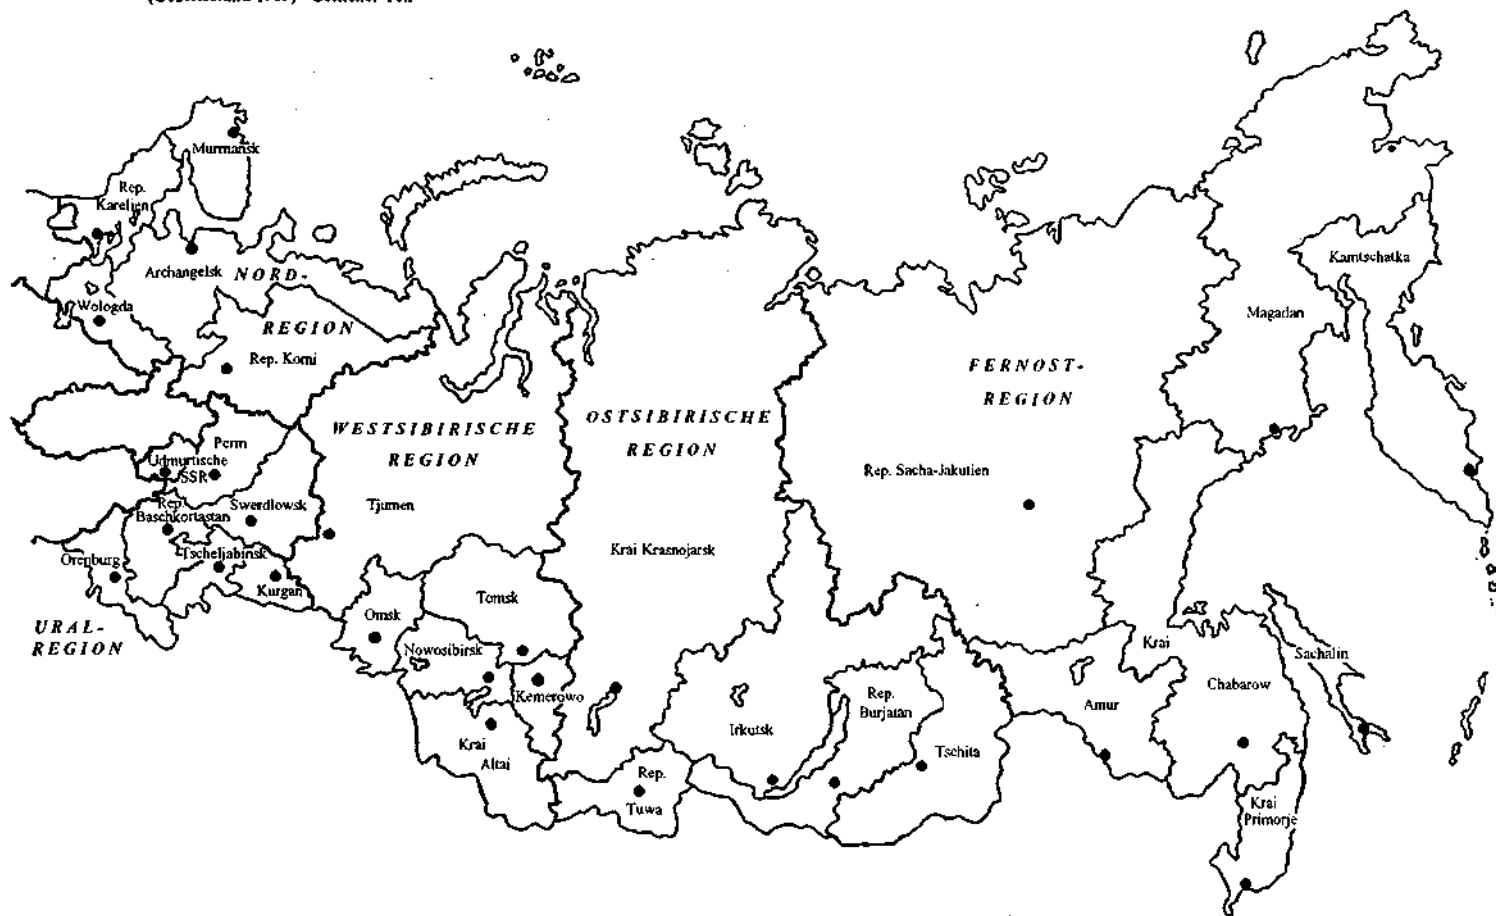 Murmansk
Rep.
Karelien
Archangelsk
NORD-
Wologda
REGION
Rep. Komi
Kamtschatka
Magadan
FERNOST-
REGION
WESTSIBIRISCHE
REGION
OSTSIBIRISCHE
REGION
Perm
Udmurtische
SSR
Rep. Sacha-Jakutien
Rep.
Baschkortastan
Swerdlowsk
Tjumen
Orenburg
Tscheljabinsk
Kurgan
Krai Krasnojarsk
URAL-
REGION
Omsk
Tomsk
Nowosibirsk
Kemerowo
Krai
Altai
Rep.
Tuwa
Irkutsk
Rep.
Burjatan
Tschita
Amur
Krai
Chabarow
Sachalin
Krai
Primorje